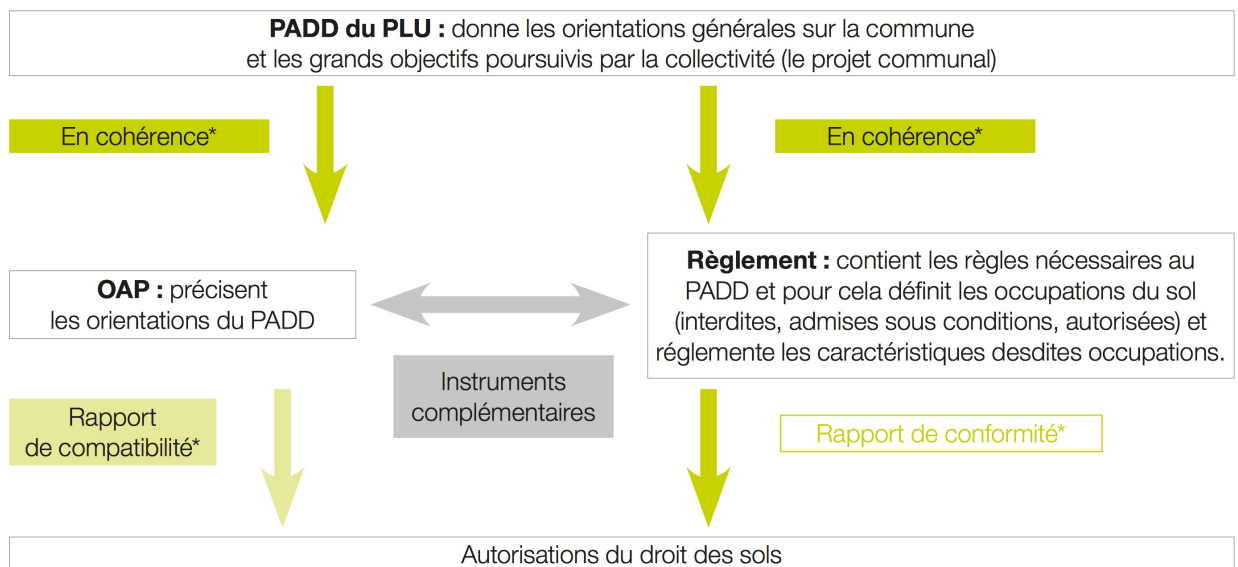 PADD du PLU : donne les orientations générales sur la commune
et les grands objectifs poursuivis par la collectivité (le projet communal)
En cohérence*
En cohérence*
OAP : précisent
les orientations du PADD
Règlement : contient les règles nécessaires au
PADD et pour cela définit les occupations du sol
(interdites, admises sous conditions, autorisées) et
réglemente les caractéristiques desdites occupations.
Instruments
complémentaires
Rapport
de compatibilité*
Rapport de conformité*
Autorisations du droit des sols